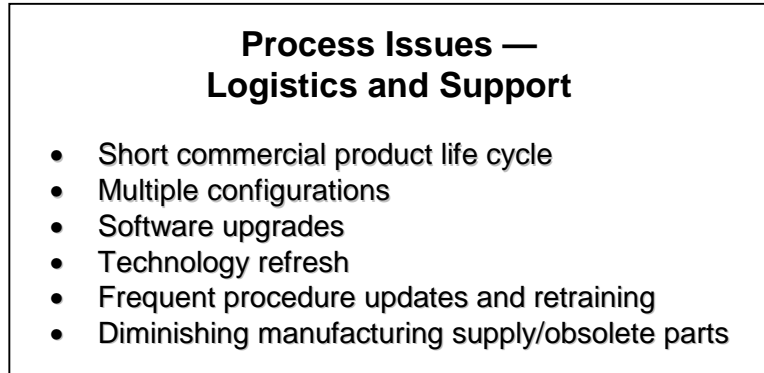 Process Issues —
Logistics and Support
• Short commercial product life cycle
• Multiple configurations
• Software upgrades
• Technology refresh
• Frequent procedure updates and retraining
• Diminishing manufacturing supply/obsolete parts